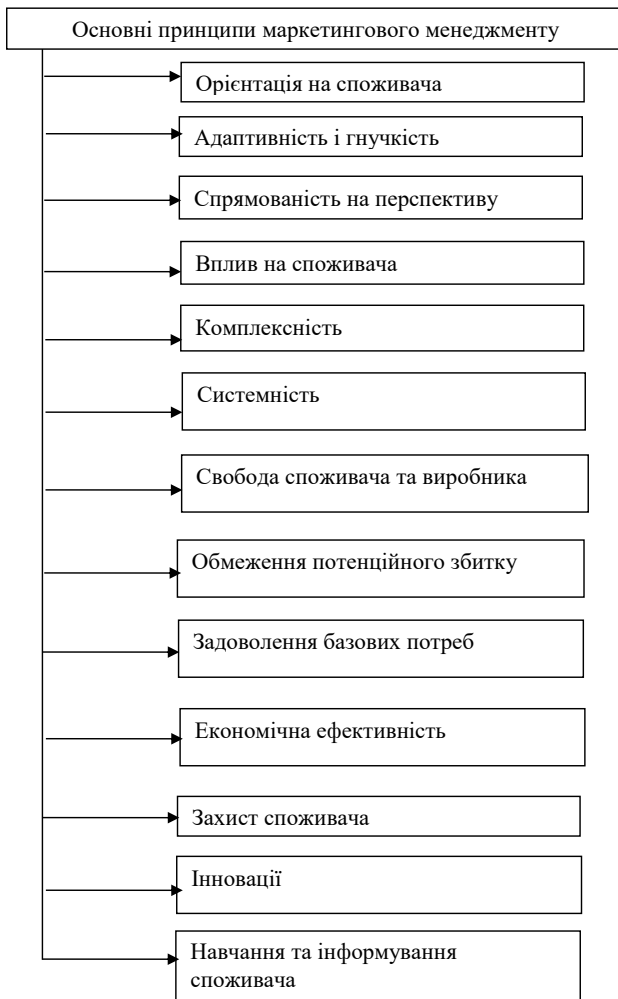 Основні принципи маркетингового менеджменту
Орієнтація на споживача
Адаптивність і гнучкість
Спрямованість на перспективу
Вплив на споживача
Комплексність
Системність
Свобода споживача та виробника
Обмеження потенційного збитку
Задоволення базових потреб
Економічна ефективність
Захист споживача
Інновації
Навчання та інформування
споживача